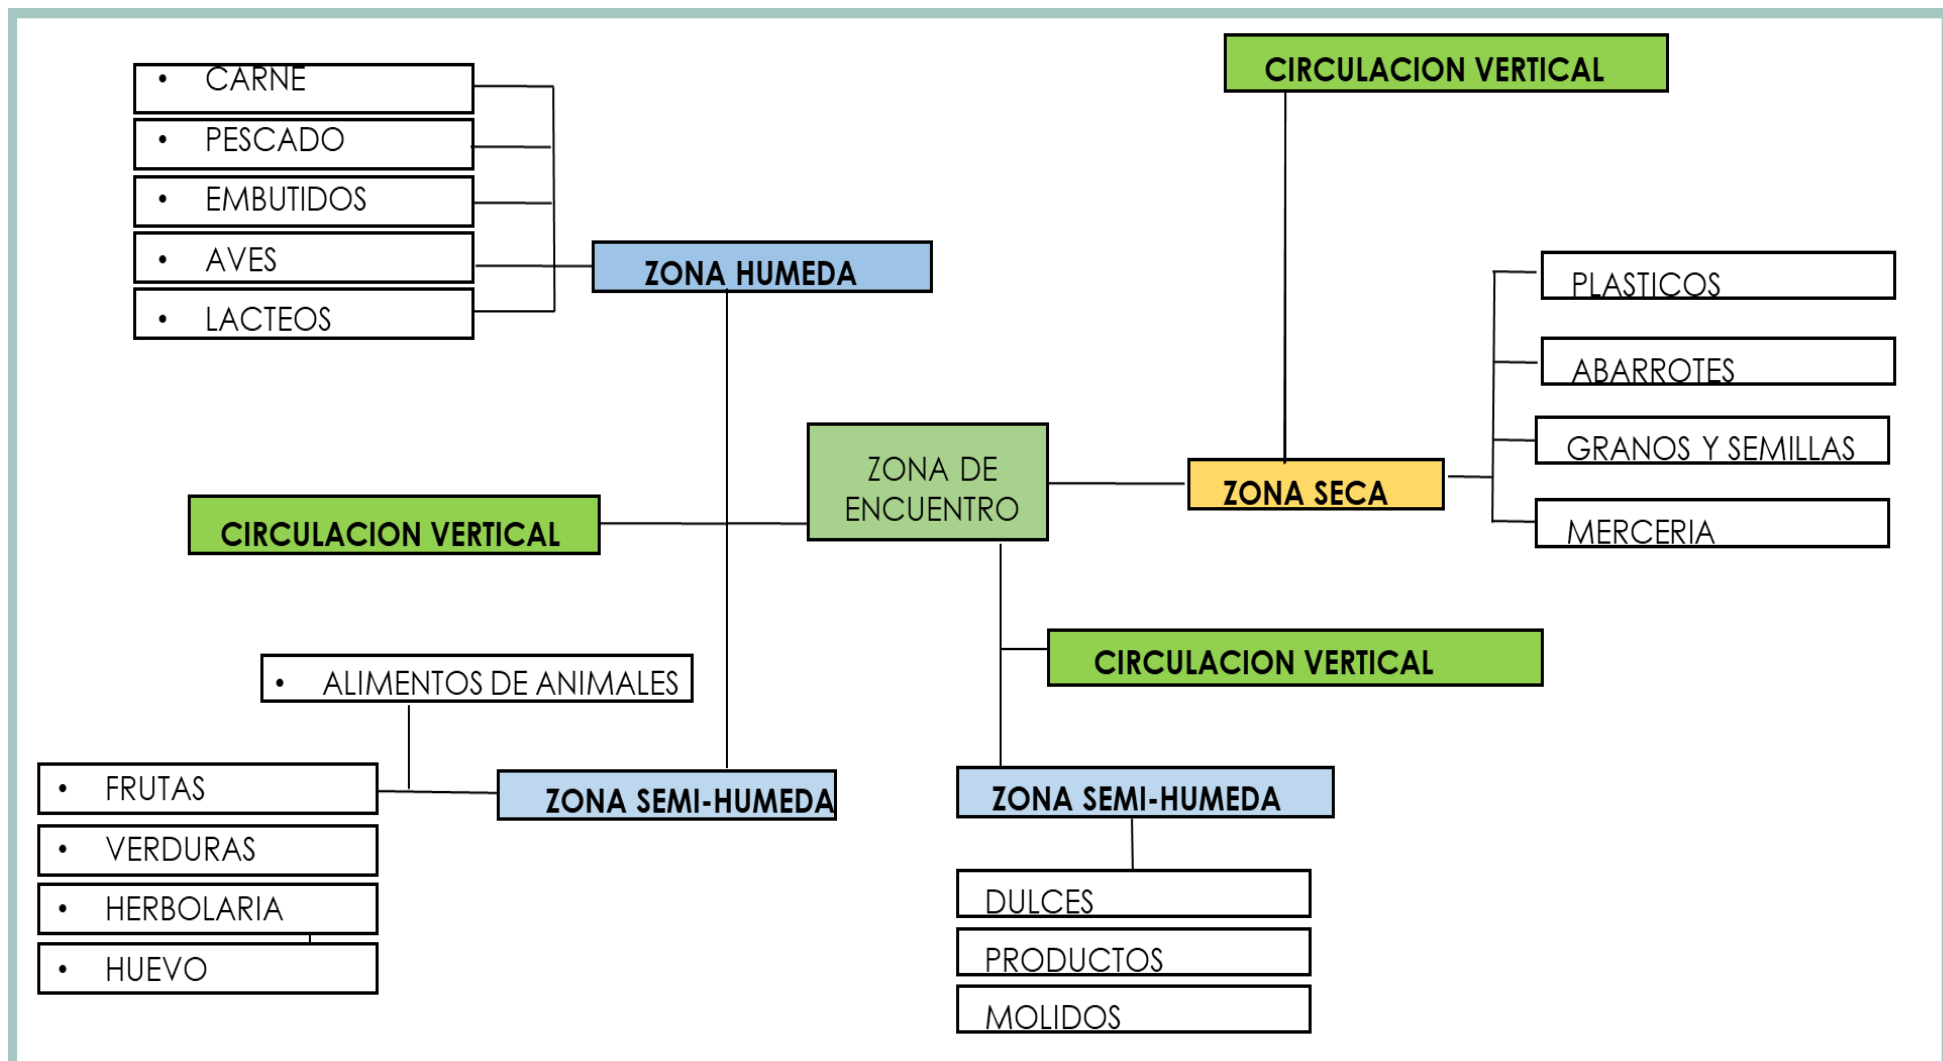 CIRCULACION VERTICAL
• CARNE
• PESCADO
• EMBUTIDOS
• AVES
• LACTEOS
ZONA HUMEDA
PLASTICOS
ABARROTES
GRANOS Y SEMILLAS
MERCERIA
ZONA DE
ENCUENTRO
ZONA SECA
CIRCULACION VERTICAL
CIRCULACION VERTICAL
• ALIMENTOS DE ANIMALES
• FRUTAS
• VERDURAS
• HERBOLARIA
• HUEVO
ZONA SEMI-HUMEDA
ZONA SEMI-HUMEDA
DULCES
PRODUCTOS
MOLIDOS